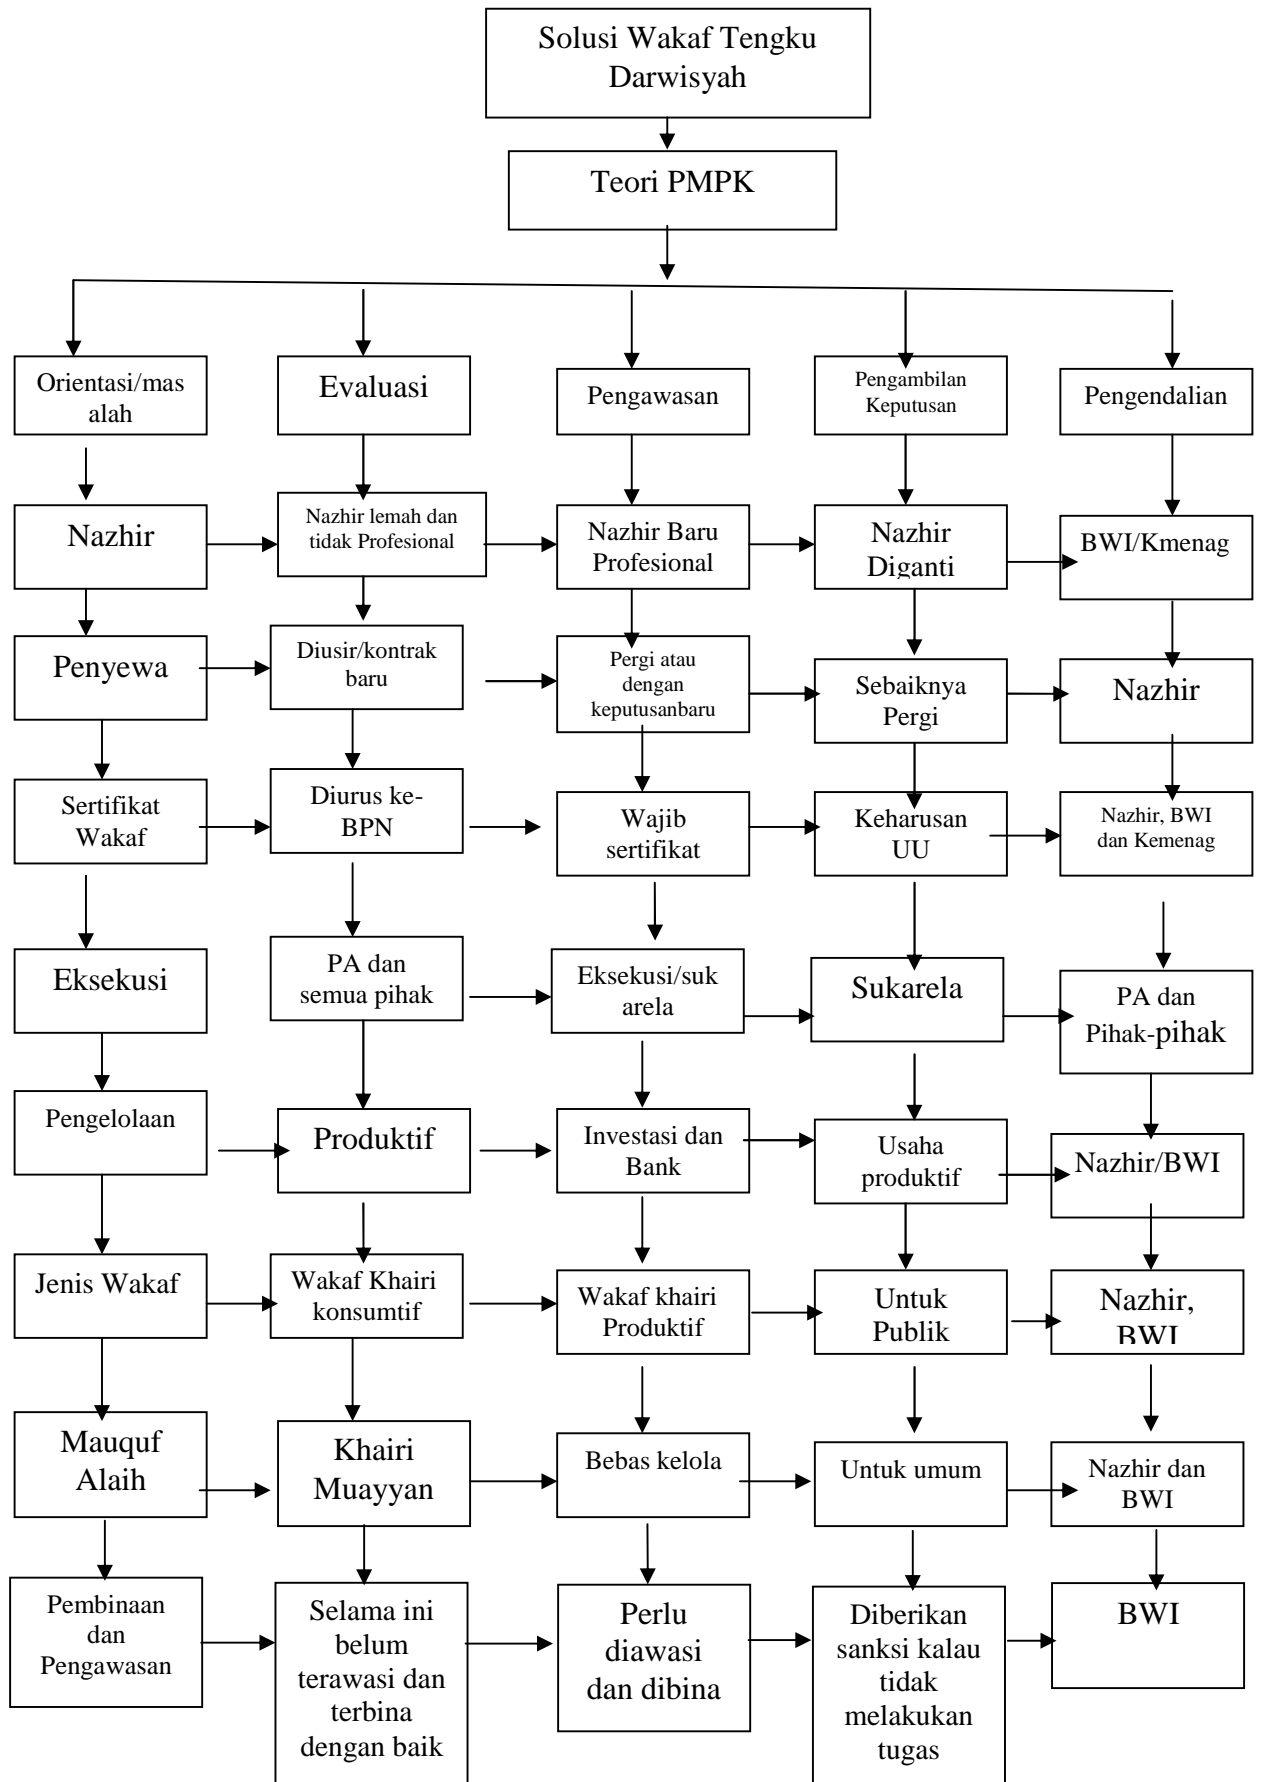 Solusi Wakaf Tengku
Darwisyah
Teori PMPK
Orientasi/mas
alah
Evaluasi
Pengawasan
Pengambilan
Keputusan
Pengendalian
Nazhir
Nazhir lemah dan
tidak Profesional
Nazhir Baru
Profesional
Nazhir
Diganti
BWI/Kmenag
Penyewa
Diusir/kontrak
baru
Pergi atau
dengan
keputusanbaru
Sebaiknya
Pergi
Nazhir
Sertifikat
Wakaf
Diurus ke-
BPN
Wajib
sertifikat
Keharusan
UU
Nazhir, BWI
dan Kemenag
Eksekusi
PA dan
semua pihak
Eksekusi/suk
arela
Sukarela
PA dan
Pihak-pihak
Pengelolaan
Produktif
Investasi dan
Bank
Usaha
produktif
Nazhir/BWI
Jenis Wakaf
Wakaf Khairi
konsumtif
Wakaf khairi
Produktif
Untuk
Publik
Nazhir,
BWI
Mauquf
Alaih
Khairi
Muayyan
Bebas kelola
Untuk umum
Nazhir dan
BWI
Pembinaan
dan
Pengawasan
Selama ini
belum
terawasi dan
terbina
dengan baik
Perlu
diawasi
dan dibina
Diberikan
sanksi kalau
tidak
melakukan
tugas
BWI